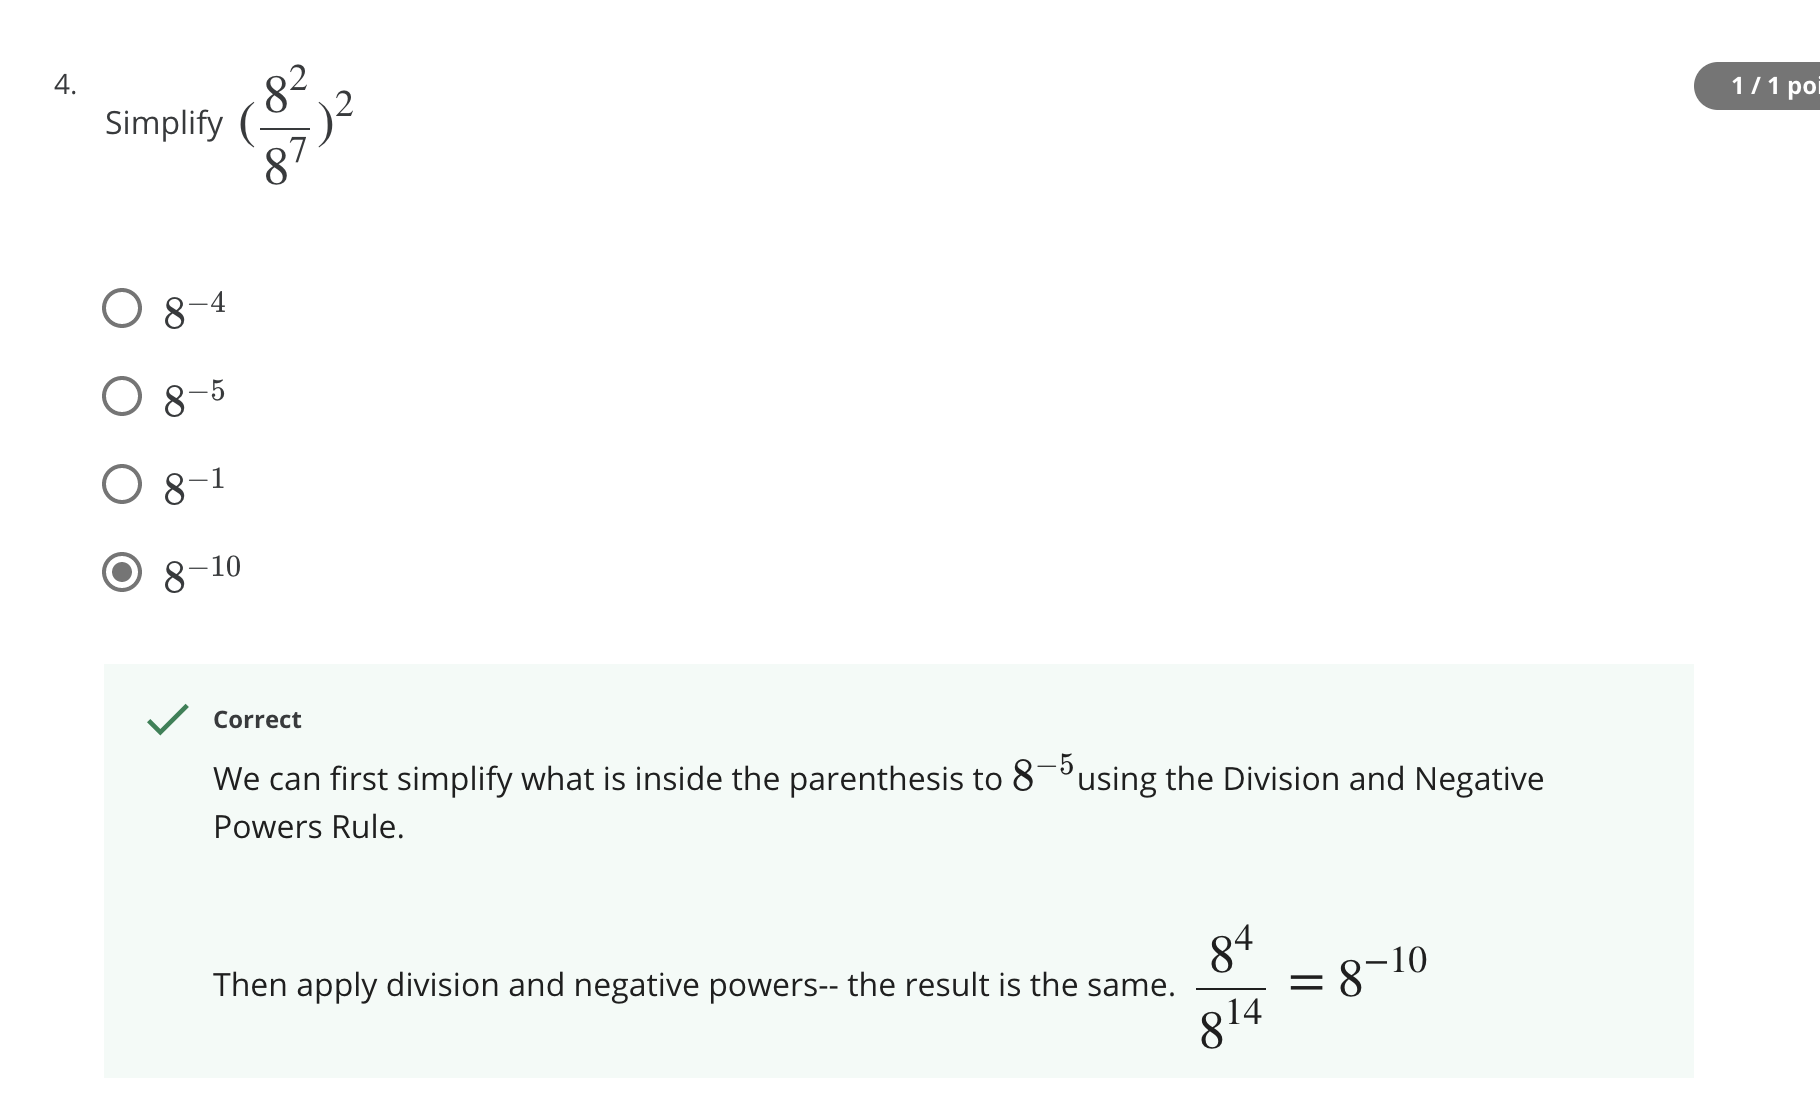 4.
1 / 1 poi
Simplify $(\frac{8^2}{8^7})^2$
$8^{-4}$
$8^{-5}$
$8^{-1}$
$8^{-10}$
Correct
We can first simplify what is inside the parenthesis to $8^{-5}$using the Division and Negative
Powers Rule.
Then apply division and negative powers-- the result is the same. $\frac{8^4}{8^{14}} = 8^{-10}$